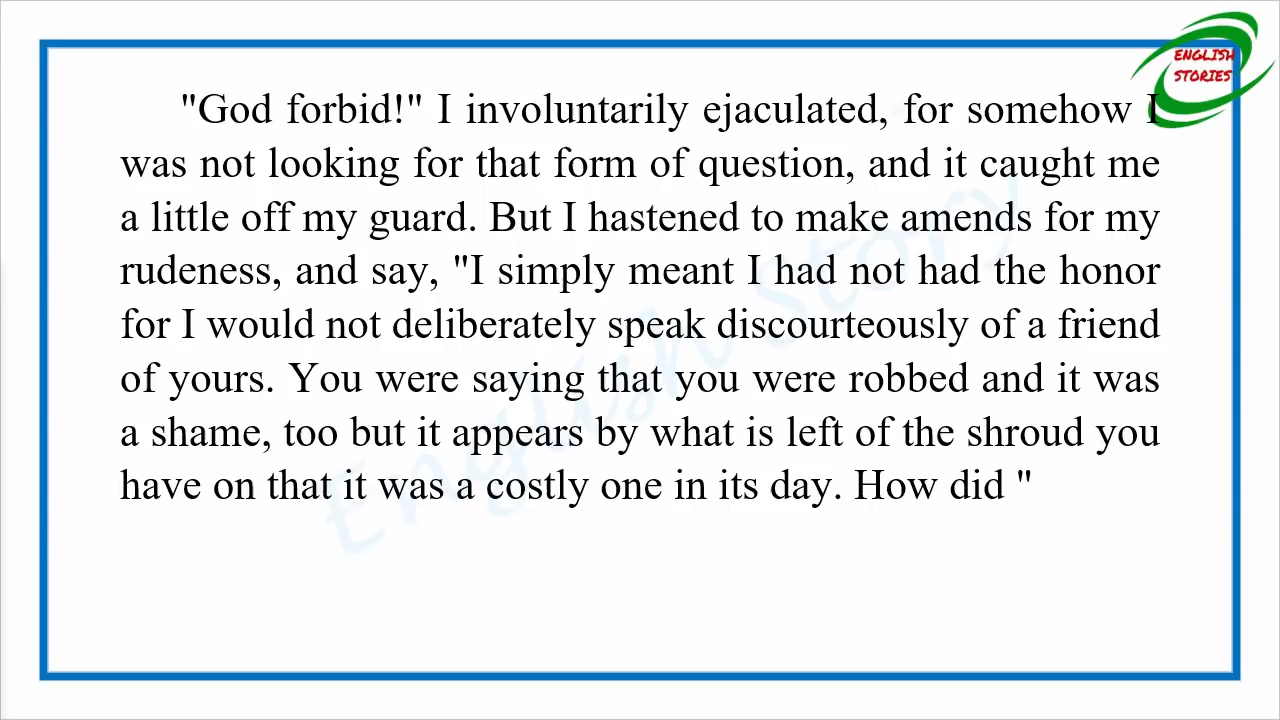 ENGLISH
STORIES
"God forbid!" I involuntarily ejaculated, for somehow I
was not looking for that form of question, and it caught me
a little off my guard. But I hastened to make amends for my
rudeness, and say, "I simply meant I had not had the honor
for I would not deliberately speak discourteously of a friend
of yours. You were saying that you were robbed and it was
a shame, too but it appears by what is left of the shroud you
have on that it was a costly one in its day. How did "
English Story